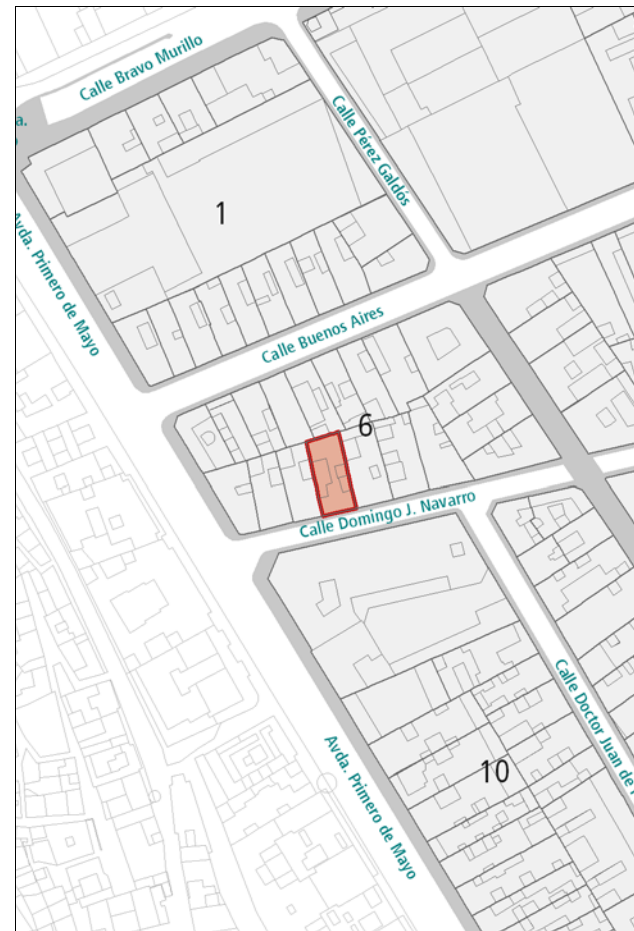 Calle Bravo Murillo
a.
Calle Pérez Galdós
1
Avda. Primero de Mayo
Calle Buenos Aires
6
Calle Domingo J. Navarro
Calle Doctor Juan de
Avda. Primero de Mayo
10